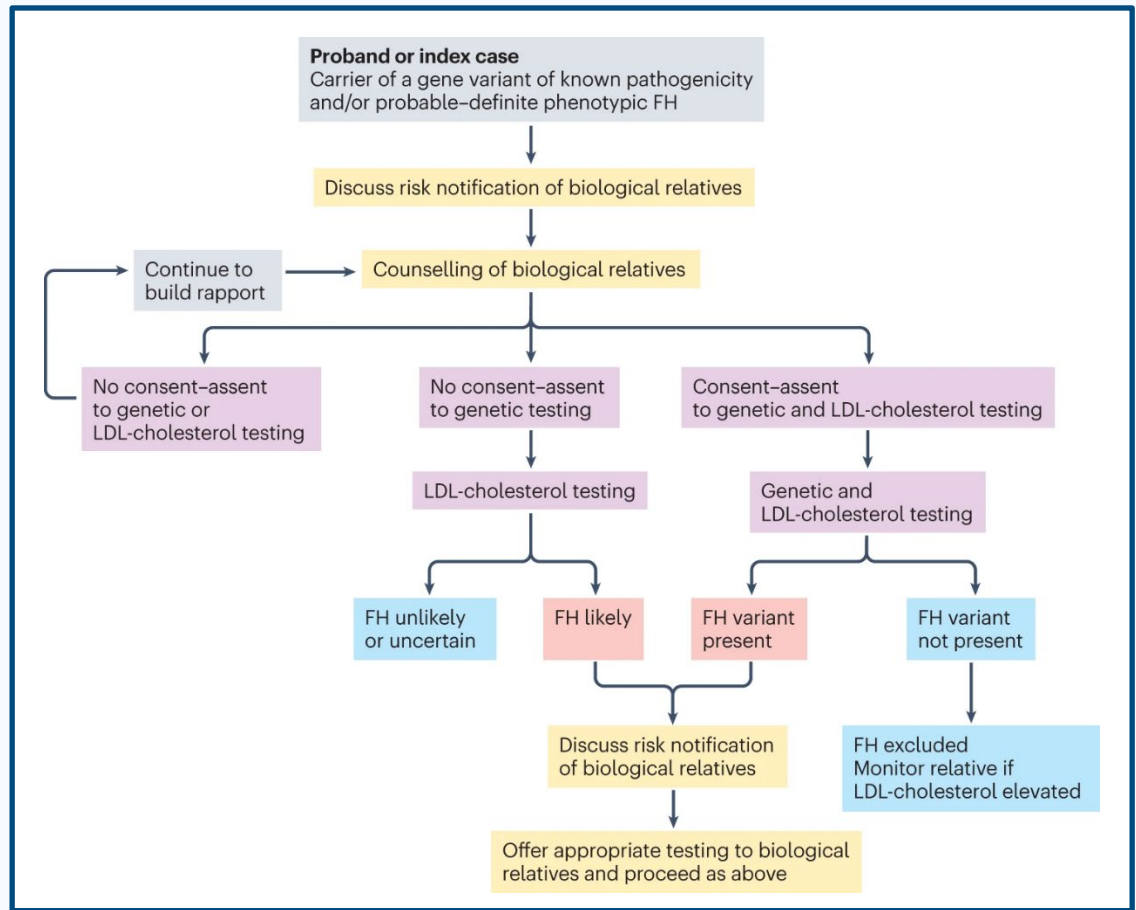 Proband or index case
Carrier of a gene variant of known pathogenicity
and/or probable–definite phenotypic FH
Discuss risk notification of biological relatives
Continue to
build rapport
Counselling of biological relatives
No consent–assent
to genetic or
LDL-cholesterol testing
No consent–assent
to genetic testing
Consent–assent
to genetic and LDL-cholesterol testing
LDL-cholesterol testing
Genetic and
LDL-cholesterol testing
FH unlikely
or uncertain
FH likely
FH variant
present
FH variant
not present
Discuss risk notification
of biological relatives
FH excluded
Monitor relative if
LDL-cholesterol elevated
Offer appropriate testing to biological
relatives and proceed as above